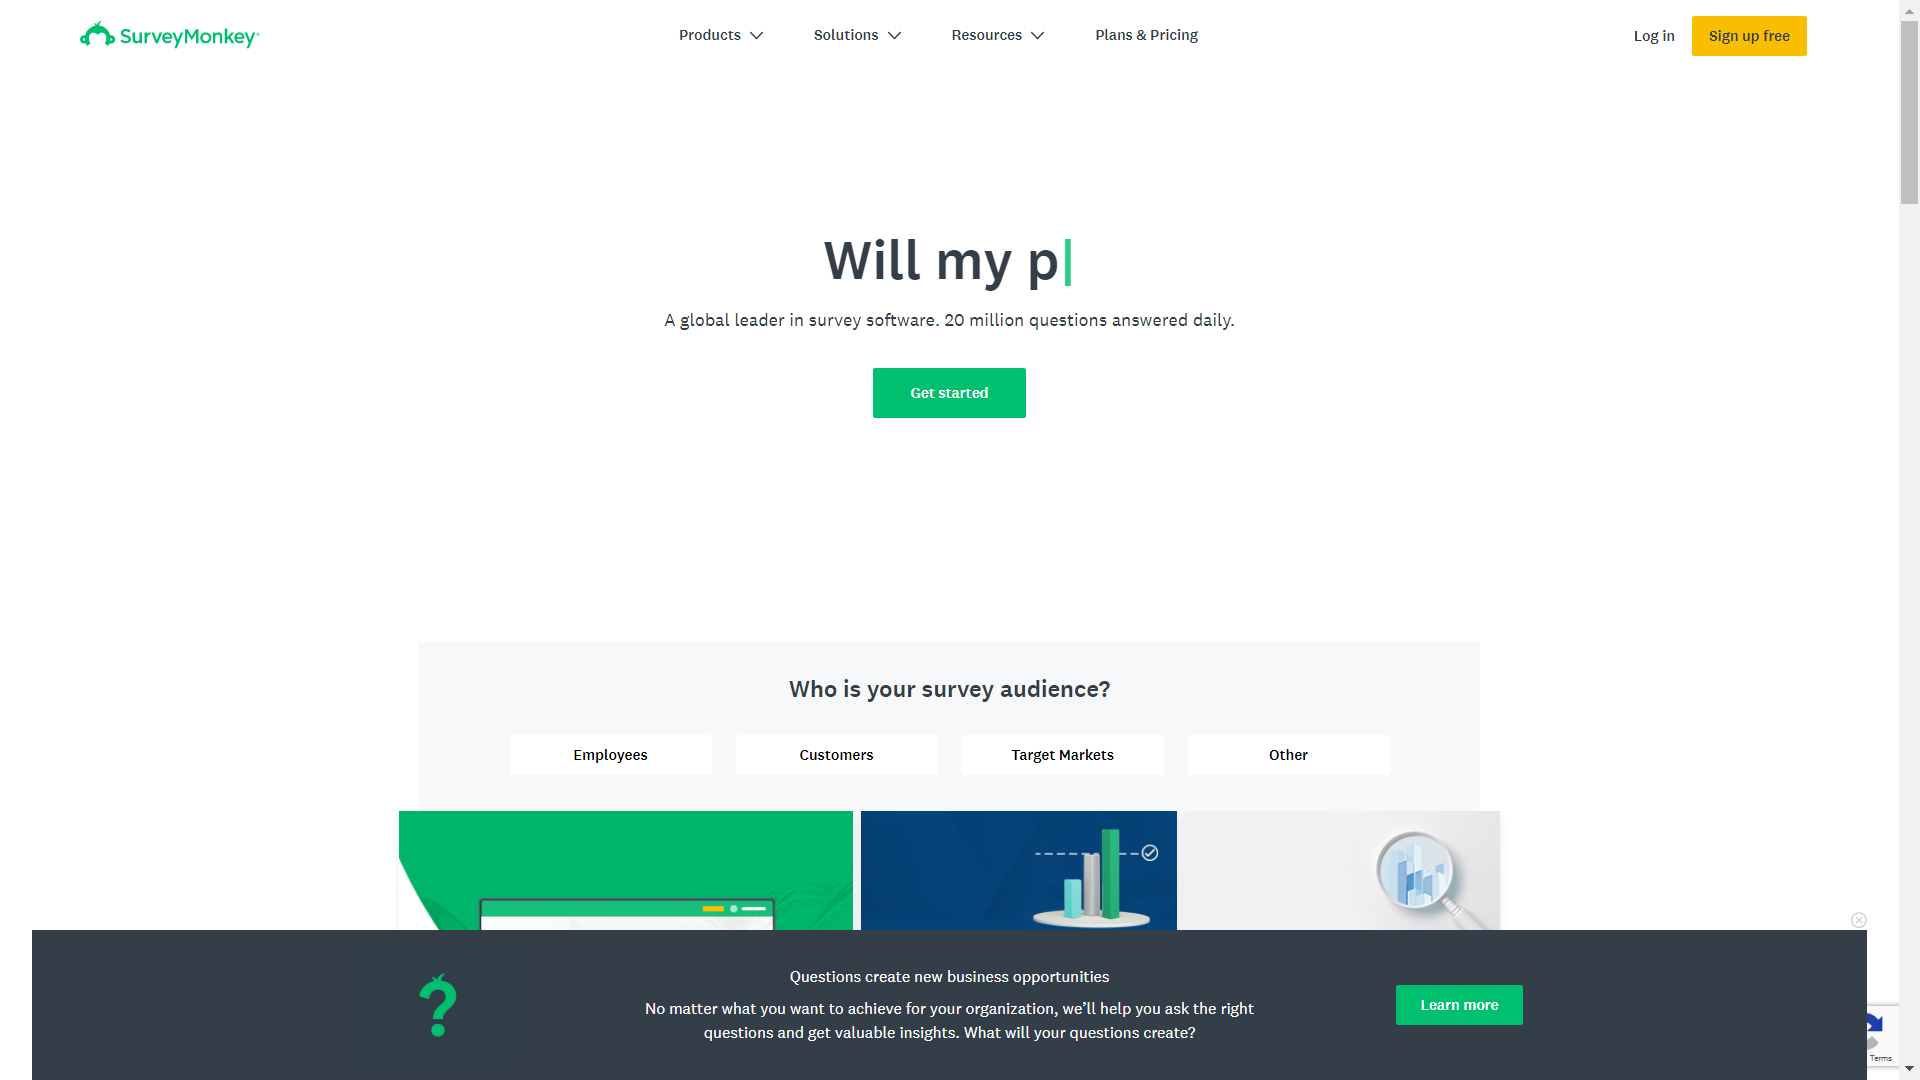 SurveyMonkey
Products
Solutions
Resources
Plans & Pricing
Log in
Sign up free
Will my p
A global leader in survey software. 20 million questions answered daily.
Get started
Who is your survey audience?
Employees
Customers
Target Markets
Other
Questions create new business opportunities
No matter what you want to achieve for your organization, we’ll help you ask the right
questions and get valuable insights. What will your questions create?
Learn more
Terms